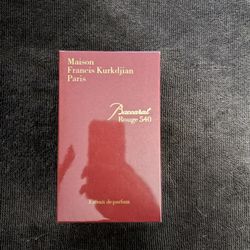 Maison
Francis Kurkdjian
Paris
Baccarat
Rouge 540
Extrait de parfum